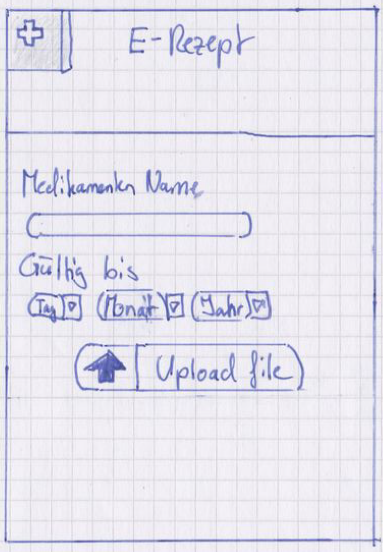 E-Rezept
Medikamenten Name
Gültig bis
Tag Monat Jahr
Upload file